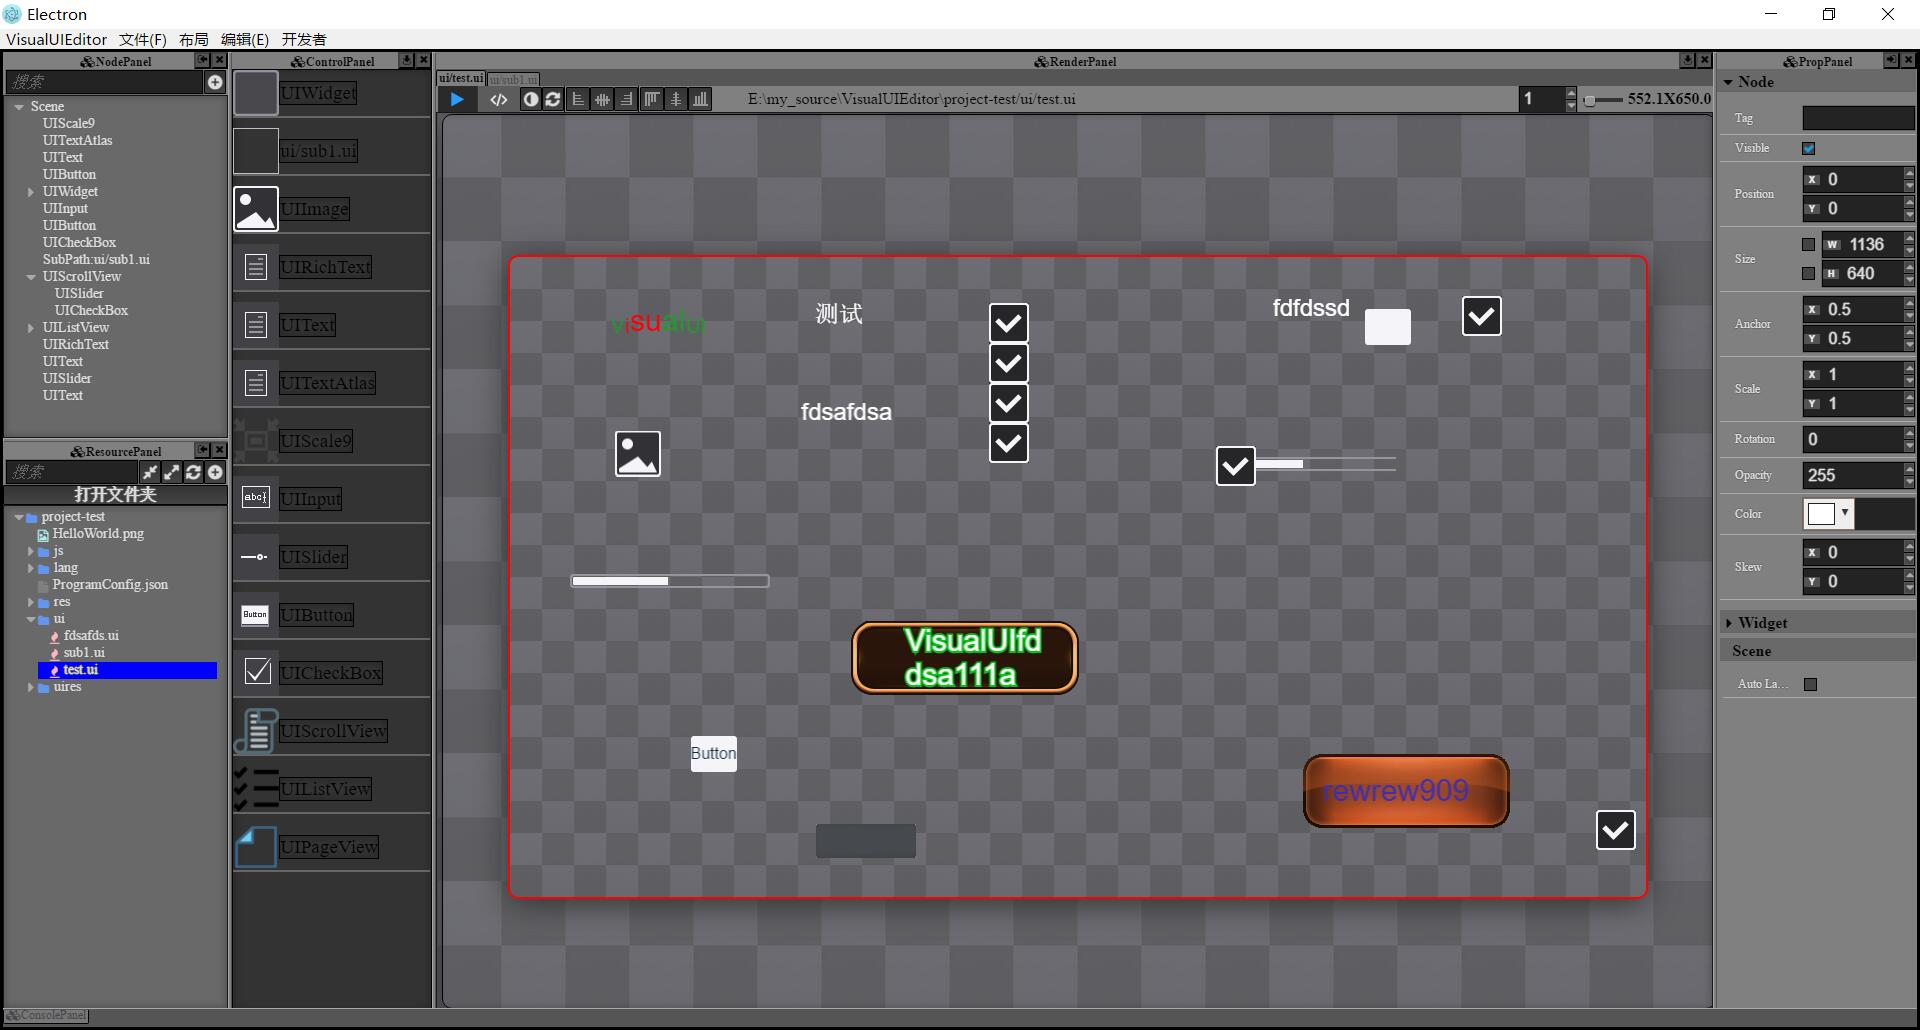 Electron
VisualUIEditor 文件(F) 布局 编辑(E) 开发者
NodePanel
搜索
Scene
UIScale9
UITextAtlas
UIText
UIButton
UIWidget
UIInput
UIButton
UICheckBox
SubPath:ui/sub1.ui
UIScrollView
UISlider
UICheckBox
UIListView
UIRichText
UIText
UISlider
UIText
ResourcePanel
搜索
打开文件夹
project-test
HelloWorld.png
js
lang
ProgramConfig.json
res
ui
fdsafds.ui
sub1.ui
test.ui
uires
ConsolePanel
ControlPanel
UIWidget
ui/sub1.ui
UIImage
UIRichText
UIText
UITextAtlas
UIScale9
abc
UIInput
UISlider
Button
UIButton
UICheckBox
UIScrollView
UIListView
UIPageView
RenderPanel
ui/test.ui ui/sub1.ui
E:\my_source\VisualUIEditor\project-test/ui/test.ui
1
552.1X650.0
visualui
测试
fdfdssd
fdsafdsa
VisualUIfd
dsa111a
Button
rewrew909
PropPanel
Node
Tag
Visible
Position X 0
Y 0
Size W 1136
H 640
Anchor X 0.5
Y 0.5
Scale X 1
Y 1
Rotation 0
Opacity 255
Color
Skew X 0
Y 0
Widget
Scene
Auto La...